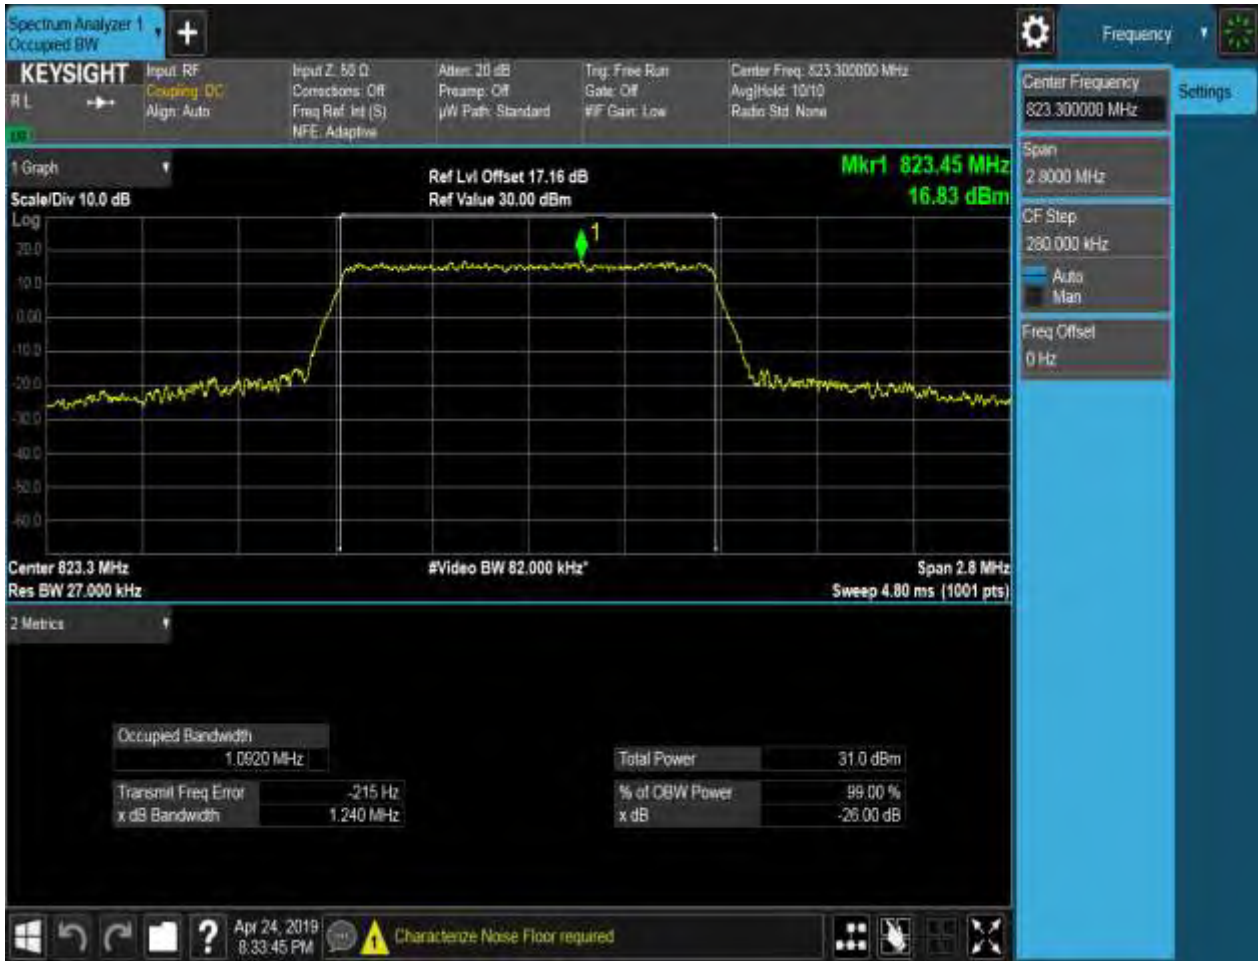 Spectrum Analyzer 1
Occupied BW
Frequency
KEYSIGHT
R L
Input: RF
Coupling: DC
Align: Auto
Input Z: 50 Ω
Corrections: Off
Freq Ref: Int (S)
NFE: Adaptive
Atten: 20 dB
Preamp: Off
µW Path: Standard
Trig: Free Run
Gate: Off
#IF Gain: Low
Center Freq: 823.300000 MHz
Avg|Hold: 10/10
Radio Std: None
Center Frequency
823.300000 MHz
Settings
Span
2.8000 MHz
CF Step
280.000 kHz
Auto
Man
Freq Offset
0 Hz
1 Graph
Scale/Div 10.0 dB
Ref Lvl Offset 17.16 dB
Ref Value 30.00 dBm
Mkr1 823.45 MHz
16.83 dBm
Log
20.0
10.0
0.00
-10.0
-20.0
-30.0
-40.0
-50.0
-60.0
1
Center 823.3 MHz
Res BW 27.000 kHz
#Video BW 82.000 kHz*
Span 2.8 MHz
Sweep 4.80 ms (1001 pts)
2 Metrics
Occupied Bandwidth
1.0920 MHz
Transmit Freq Error -215 Hz
x dB Bandwidth 1.240 MHz
Total Power 31.0 dBm
% of OBW Power 99.00 %
x dB -26.00 dB
?
Apr 24, 2019
8:33:45 PM
1
Characterize Noise Floor required